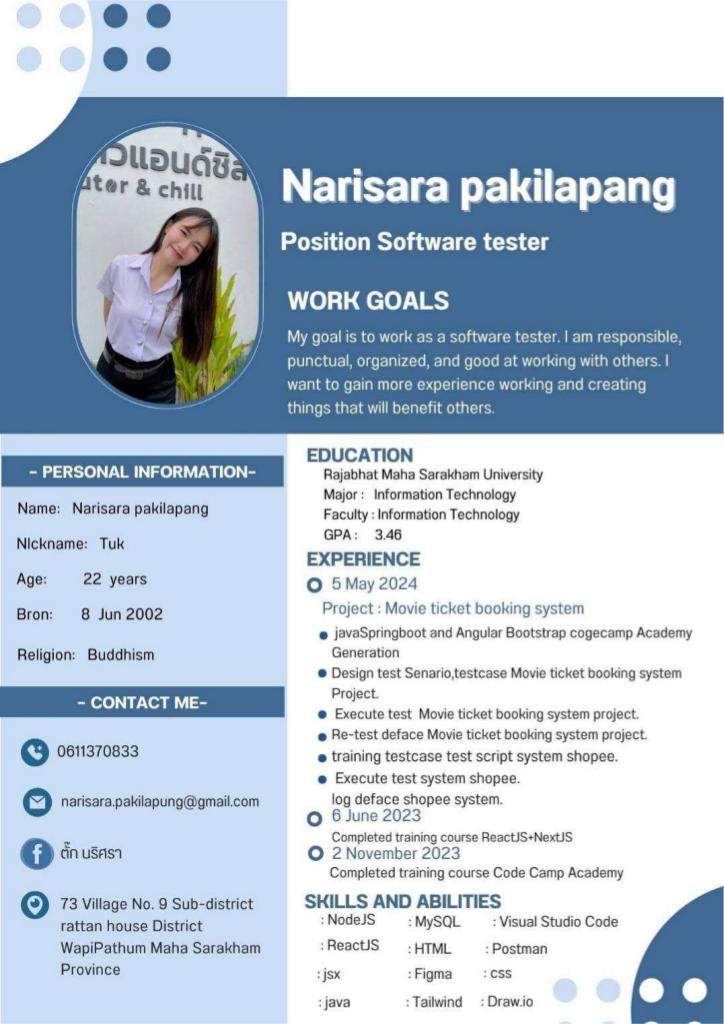 วแอนด์ชิล
utor & chill
Narisara pakilapang
Position Software tester
WORK GOALS
My goal is to work as a software tester. I am responsible,
punctual, organized, and good at working with others. I
want to gain more experience working and creating
things that will benefit others.
- PERSONAL INFORMATION-
Name: Narisara pakilapang
NIckname: Tuk
Age: 22 years
Bron: 8 Jun 2002
Religion: Buddhism
- CONTACT ME-
0611370833
narisara.pakilapung@gmail.com
ตั๊ก นริศรา
73 Village No. 9 Sub-district
rattan house District
WapiPathum Maha Sarakham
Province
EDUCATION
Rajabhat Maha Sarakham University
Major : Information Technology
Faculty : Information Technology
GPA : 3.46
EXPERIENCE
5 May 2024
Project : Movie ticket booking system
javaSpringboot and Angular Bootstrap cogecamp Academy
Generation
Design test Senario,testcase Movie ticket booking system
Project.
Execute test Movie ticket booking system project.
Re-test deface Movie ticket booking system project.
training testcase test script system shopee.
Execute test system shopee.
log deface shopee system.
6 June 2023
Completed training course ReactJS+NextJS
2 November 2023
Completed training course Code Camp Academy
SKILLS AND ABILITIES
: NodeJS : MySQL : Visual Studio Code
: ReactJS : HTML : Postman
: jsx : Figma : css
: java : Tailwind : Draw.io